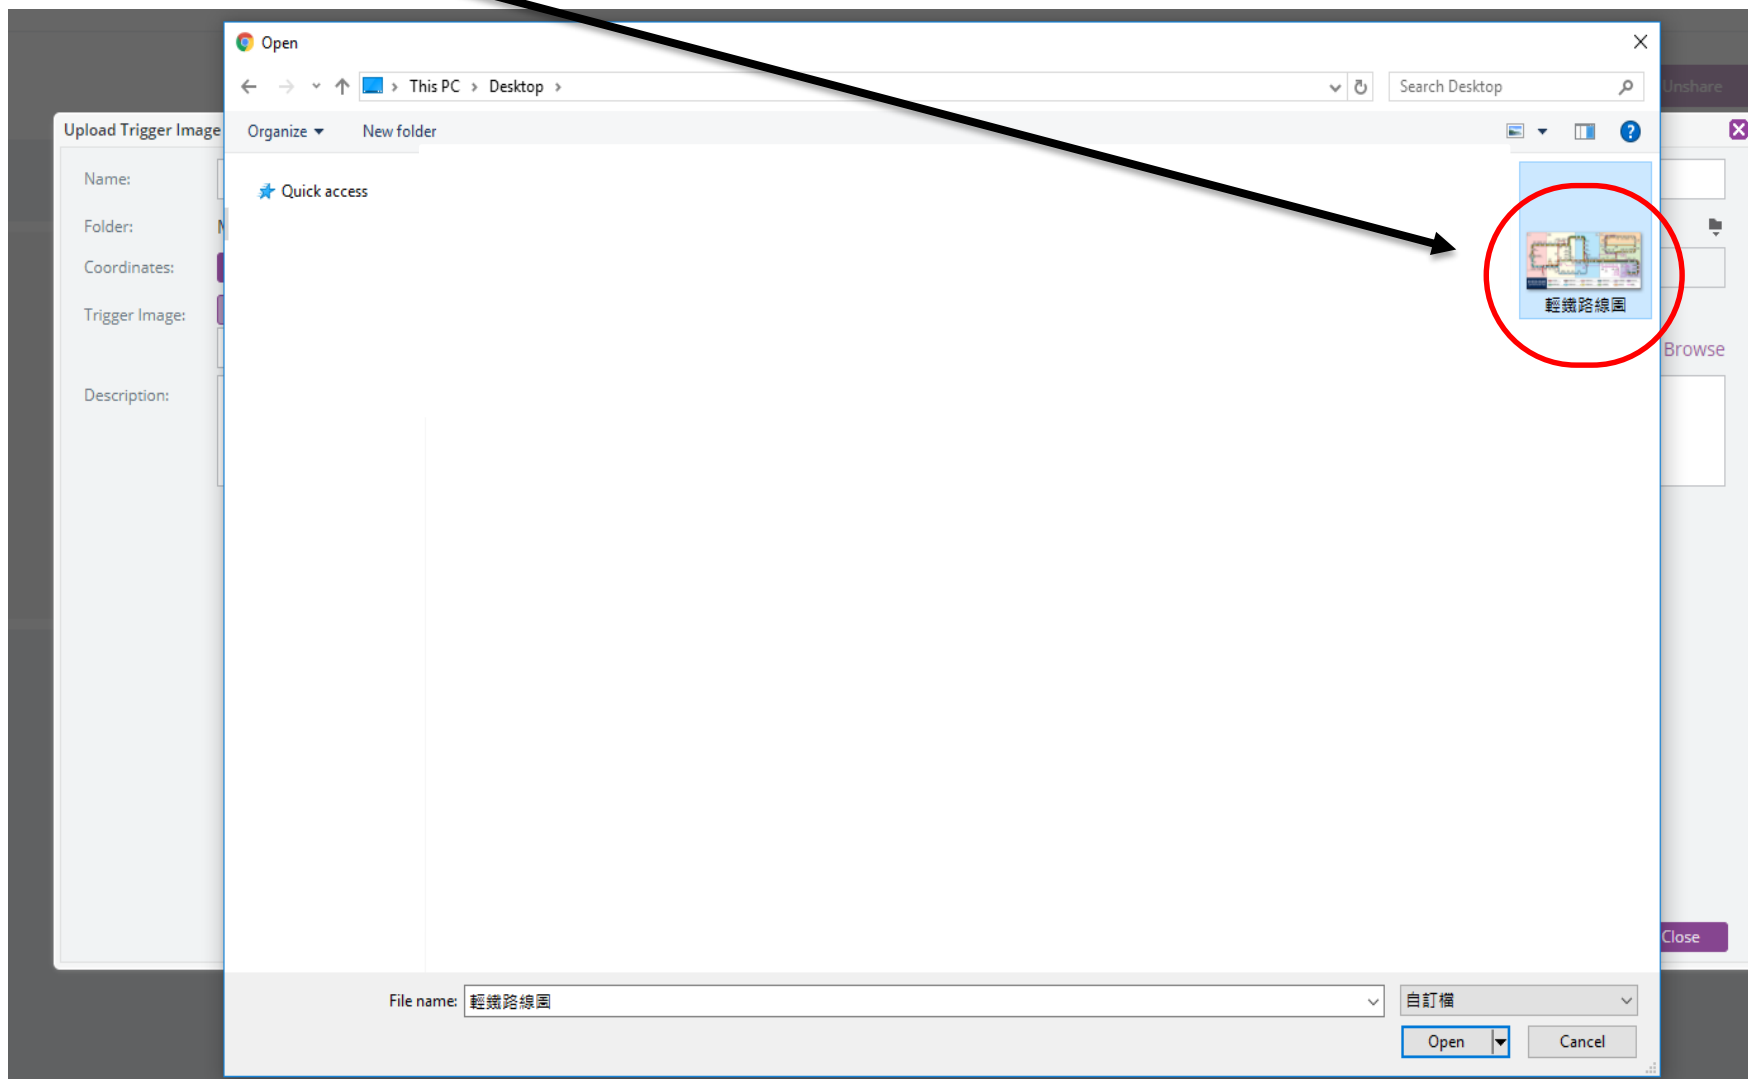 Open
This PC
Desktop
Search Desktop
Unshare
Organize
New folder
Upload Trigger Image
Name:
Quick access
Folder:
Coordinates:
Trigger Image:
輕鐵路線圖
Browse
Description:
Close
File name:
輕鐵路線圖
自訂檔
Open
Cancel